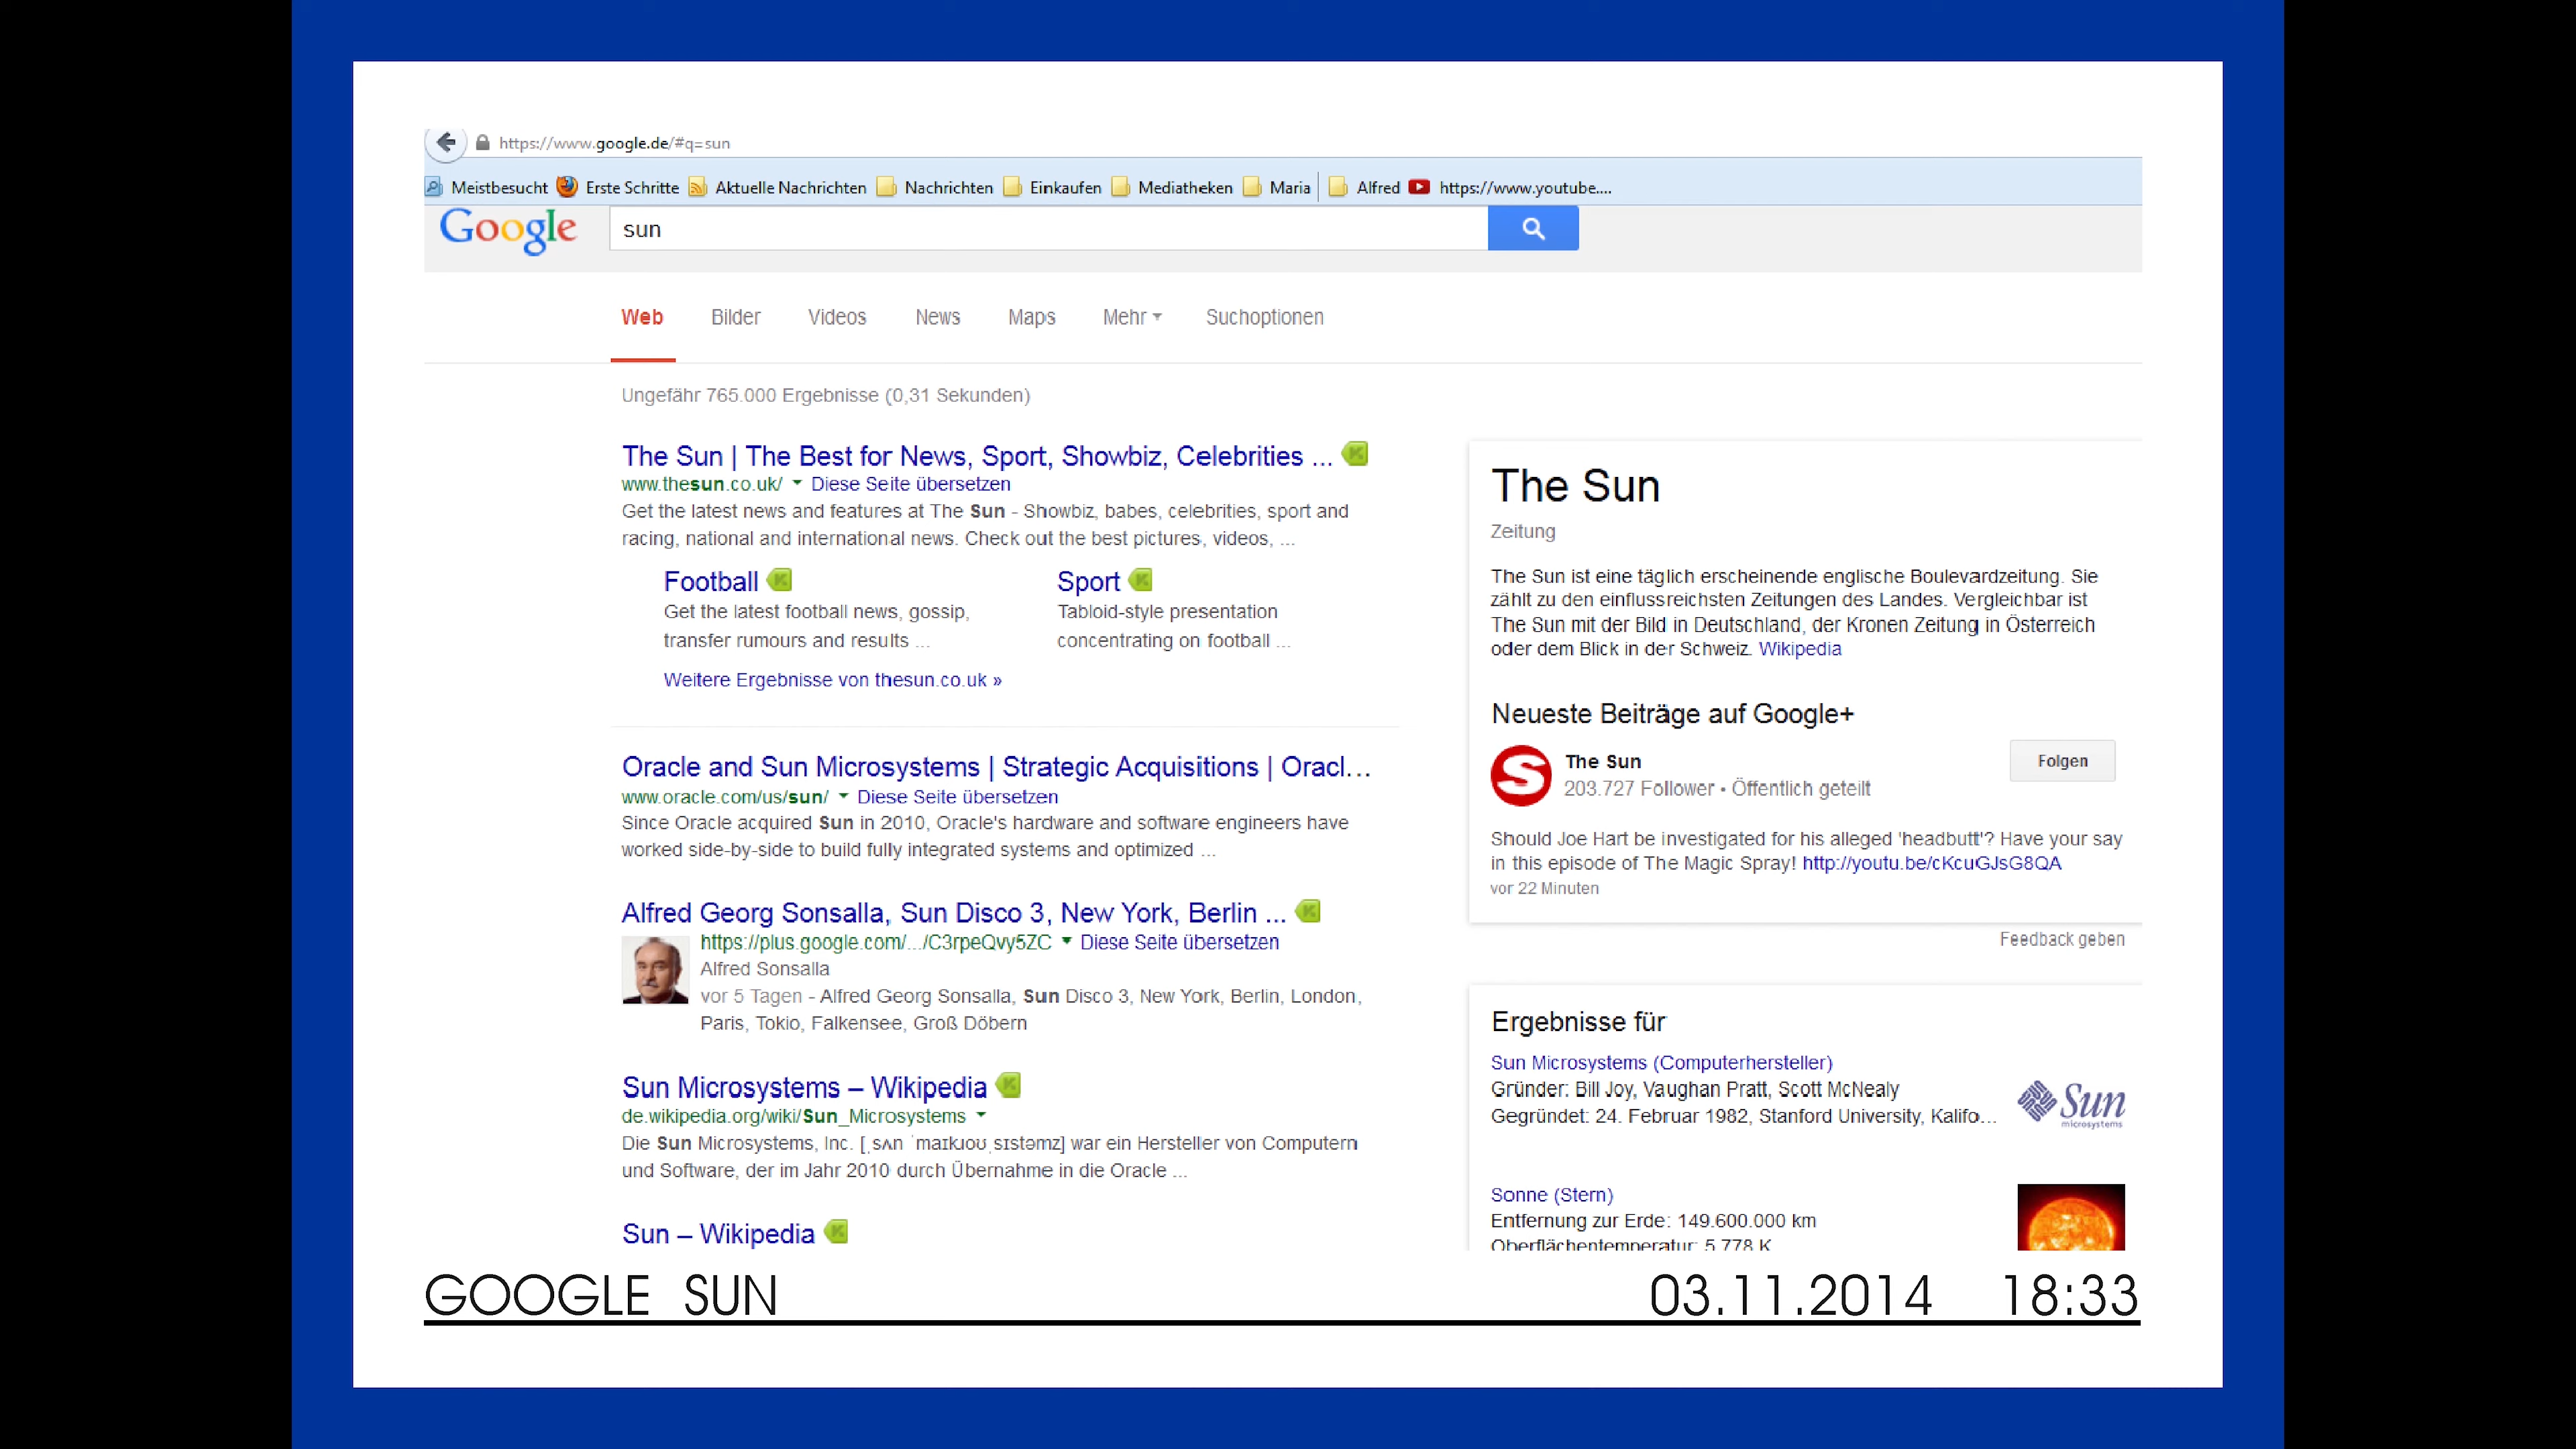 https://www.google.de/#q=sun
Meistbesucht Erste Schritte Aktuelle Nachrichten Nachrichten Einkaufen Mediatheken Maria Alfred https://www.youtube....
Google sun
Web Bilder Videos News Maps Mehr Suchoptionen
Ungefähr 765.000 Ergebnisse (0,31 Sekunden)
The Sun | The Best for News, Sport, Showbiz, Celebrities ...
www.thesun.co.uk/ Diese Seite übersetzen
Get the latest news and features at The Sun - Showbiz, babes, celebrities, sport and
racing, national and international news. Check out the best pictures, videos, ...
Football
Get the latest football news, gossip,
transfer rumours and results ...
Sport
Tabloid-style presentation
concentrating on football ...
Weitere Ergebnisse von thesun.co.uk »
Oracle and Sun Microsystems | Strategic Acquisitions | Oracl...
www.oracle.com/us/sun/ Diese Seite übersetzen
Since Oracle acquired Sun in 2010, Oracle's hardware and software engineers have
worked side-by-side to build fully integrated systems and optimized ...
Alfred Georg Sonsalla, Sun Disco 3, New York, Berlin ...
https://plus.google.com/.../C3rpeQvy5ZC Diese Seite übersetzen
Alfred Sonsalla
vor 5 Tagen - Alfred Georg Sonsalla, Sun Disco 3, New York, Berlin, London,
Paris, Tokio, Falkensee, Groß Döbern
Sun Microsystems – Wikipedia
de.wikipedia.org/wiki/Sun_Microsystems
Die Sun Microsystems, Inc. [ˌsʌn ˈmaɪkɹoʊˌsɪstəmz] war ein Hersteller von Computern
und Software, der im Jahr 2010 durch Übernahme in die Oracle ...
Sun – Wikipedia
The Sun
Zeitung
The Sun ist eine täglich erscheinende englische Boulevardzeitung. Sie
zählt zu den einflussreichsten Zeitungen des Landes. Vergleichbar ist
The Sun mit der Bild in Deutschland, der Kronen Zeitung in Österreich
oder dem Blick in der Schweiz. Wikipedia
Neueste Beiträge auf Google+
The Sun
203.727 Follower • Öffentlich geteilt
Folgen
Should Joe Hart be investigated for his alleged 'headbutt'? Have your say
in this episode of The Magic Spray! http://youtu.be/cKcuGJsG8QA
vor 22 Minuten
Feedback geben
Ergebnisse für
Sun Microsystems (Computerhersteller)
Gründer: Bill Joy, Vaughan Pratt, Scott McNealy
Gegründet: 24. Februar 1982, Stanford University, Kalifo...
Sun
microsystems
Sonne (Stern)
Entfernung zur Erde: 149.600.000 km
Oberflächentemperatur: 5.778 K
GOOGLE SUN 03.11.2014 18:33